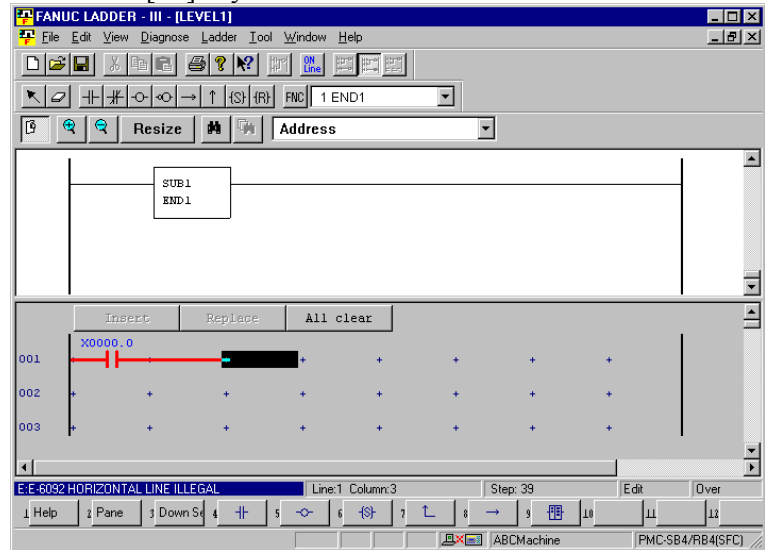 FANUC LADDER - III - [LEVEL1]
File Edit View Diagnose Ladder Tool Window Help
ON Line
{S} {R} FNC 1 END1
Resize Address
SUB1
END1
Insert Replace All clear
X0000.0
001
002
003
E:E-6092 HORIZONTAL LINE ILLEGAL Line:1 Column:3 Step: 39 Edit Over
1 Help 2 Pane 3 Down Se 4 5 6 {S} 7 8 9 10 11 12
ABCMachine PMC-SB4/RB4(SFC)